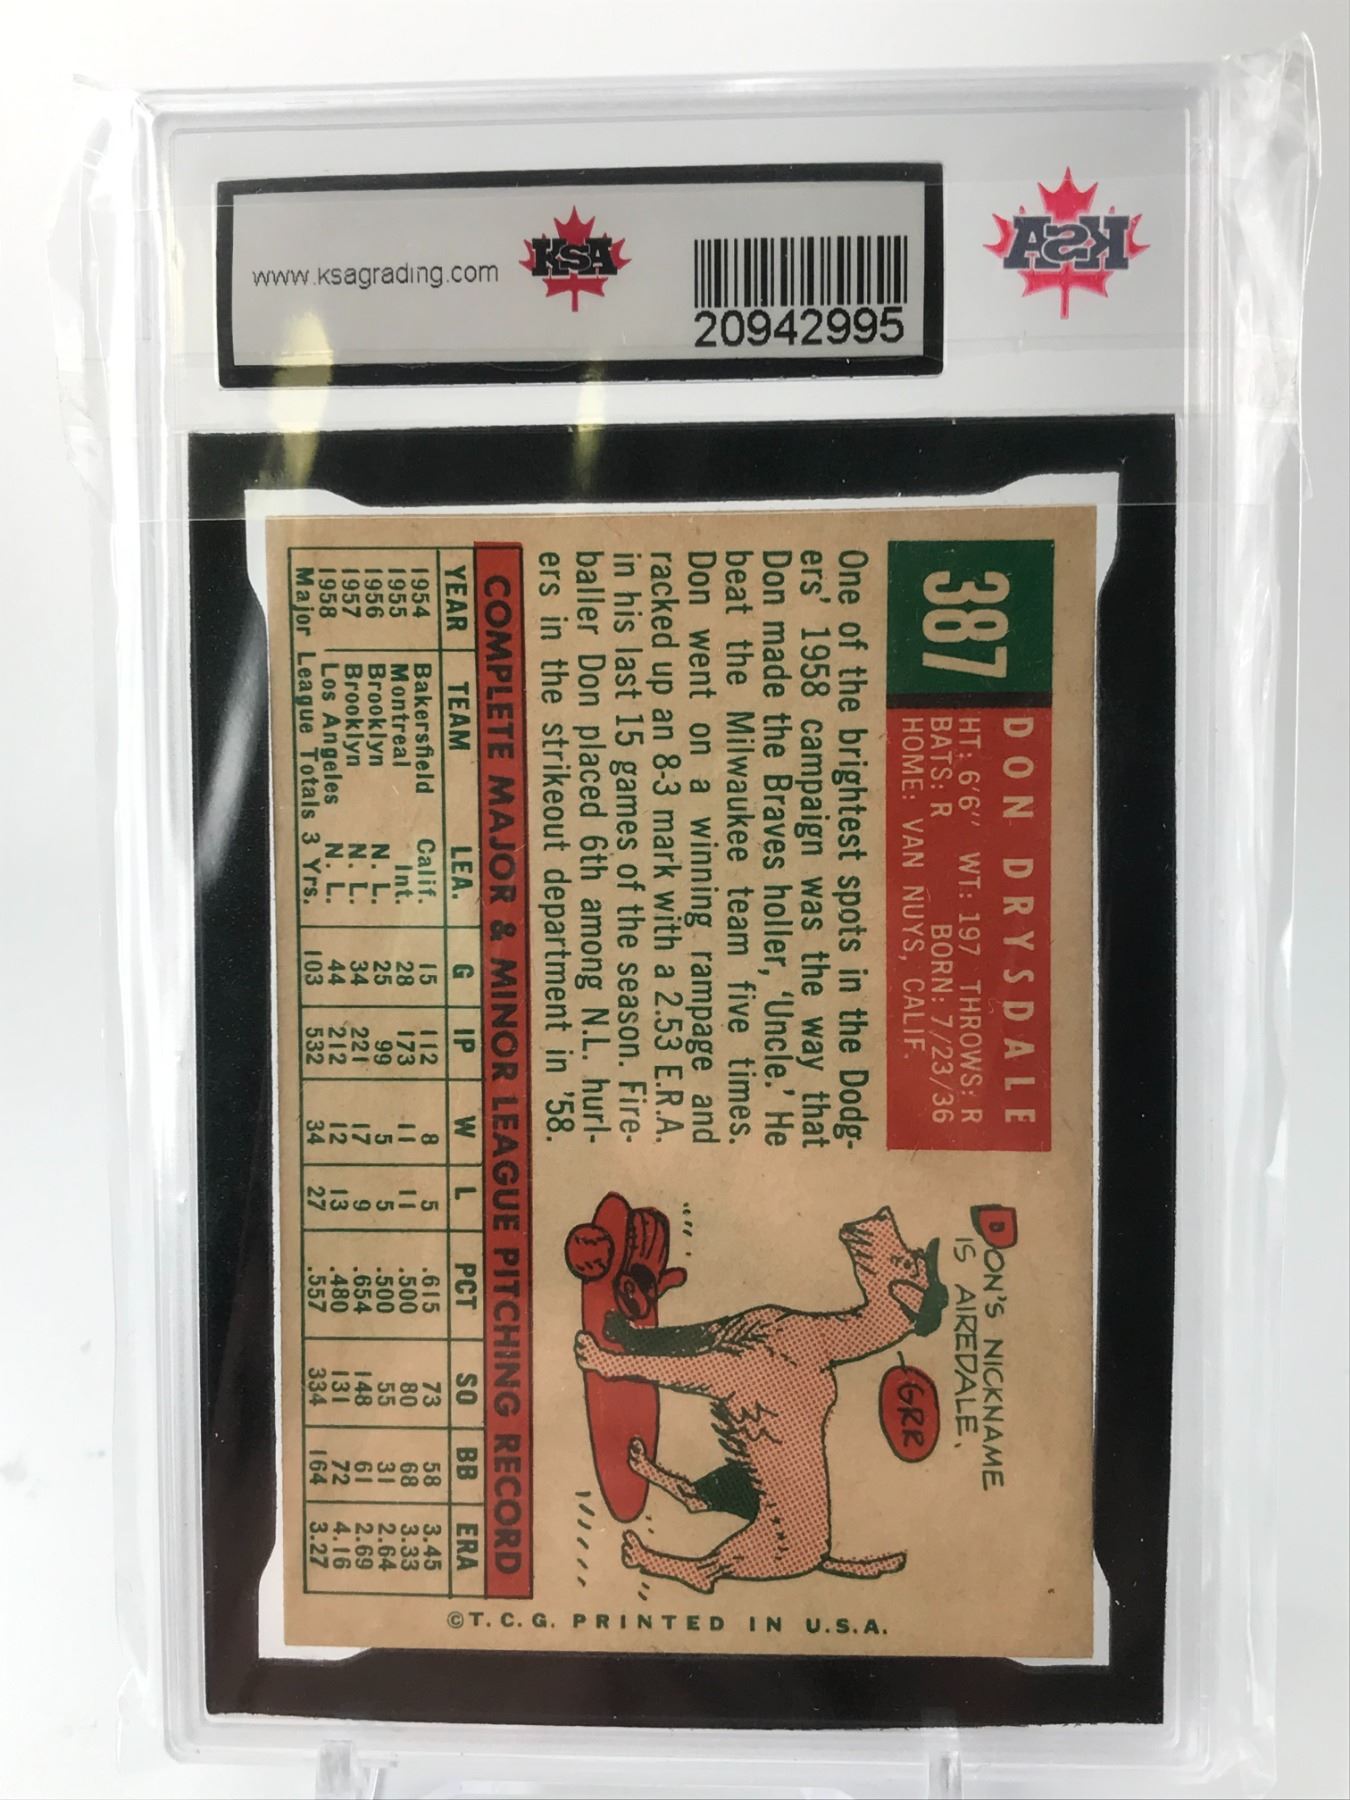 www.ksagrading.com
KSA
20942995
KSA
387
DON DRYSDALE
HT: 6'6" WT: 197 THROWS: R
BATS: R BORN: 7/23/36
HOME: VAN NUYS, CALIF.
One of the brightest spots in the Dodg-
ers' 1958 campaign was the way that
Don made the Braves holler, 'Uncle.' He
beat the Milwaukee team five times.
Don went on a winning rampage and
racked up an 8-3 mark with a 2.53 E.R.A.
in his last 15 games of the season. Fire-
baller Don placed 6th among N.L. hurl-
ers in the strikeout department in '58.
DON'S NICKNAME
IS AIREDALE.
GRR
COMPLETE MAJOR & MINOR LEAGUE PITCHING RECORD
YEAR TEAM LEA. G IP W L PCT SO BB ERA
1954 Bakersfield Calif. 15 112 8 5 .615 73 58 3.45
1955 Montreal Int. 28 173 11 11 .500 80 68 3.33
1956 Brooklyn N. L. 25 99 5 5 .500 55 31 2.64
1957 Brooklyn N. L. 34 221 17 9 .654 148 61 2.69
1958 Los Angeles N. L. 44 212 12 13 .480 131 72 4.16
Major League Totals 3 Yrs. 103 532 34 27 .557 334 164 3.27
©T. C. G. PRINTED IN U.S.A.